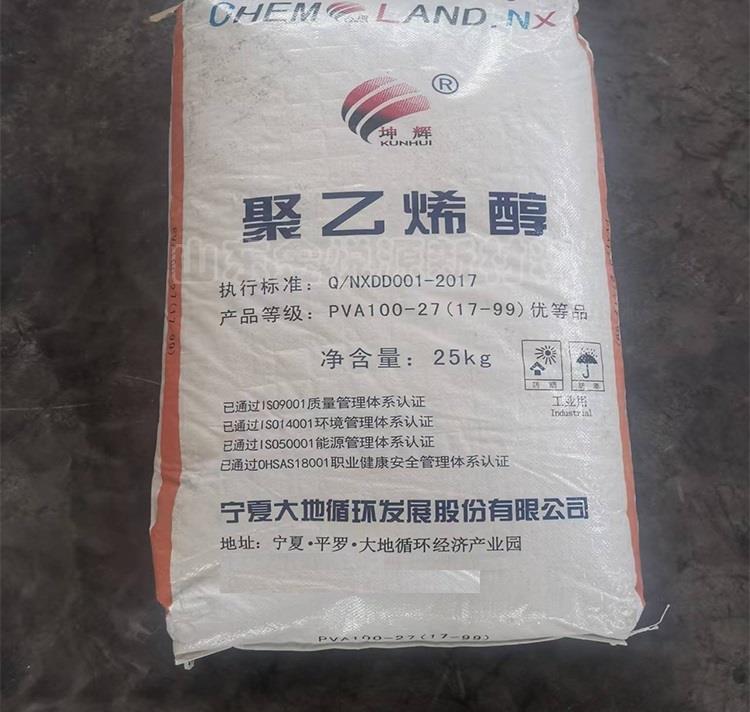 CHEM LAND.NX
®
坤辉
KUNHUI
聚乙烯醇
执行标准：Q/NXDD001-2017
产品等级：PVA100-27(17-99)优等品
净含量：25kg
防晒
工业用
Industrial
已通过ISO9001质量管理体系认证
已通过ISO14001环境管理体系认证
已通过ISO50001能源管理体系认证
已通过OHSAS18001职业健康安全管理体系认证
宁夏大地循环发展股份有限公司
地址：宁夏·平罗·大地循环经济产业园
PVA100-27(17-99)